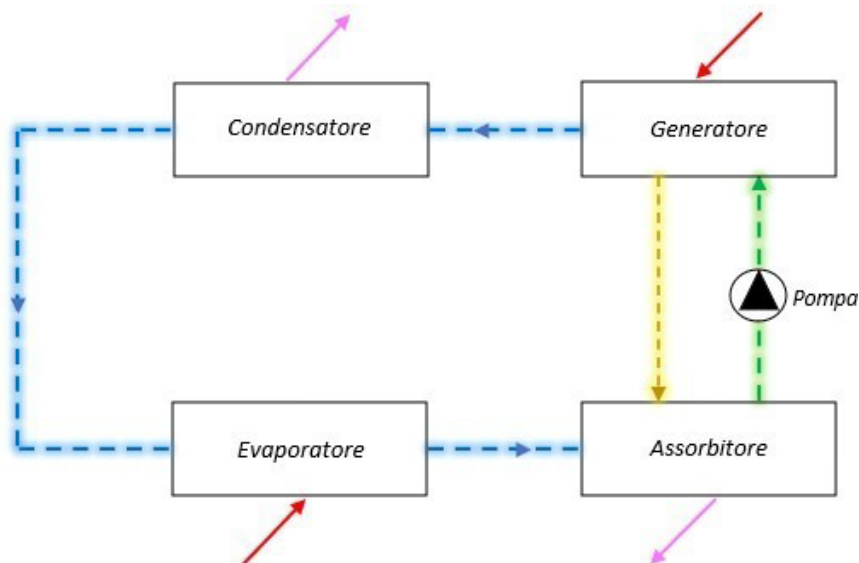 Condensatore
Generatore
Pompa
Evaporatore
Assorbitore